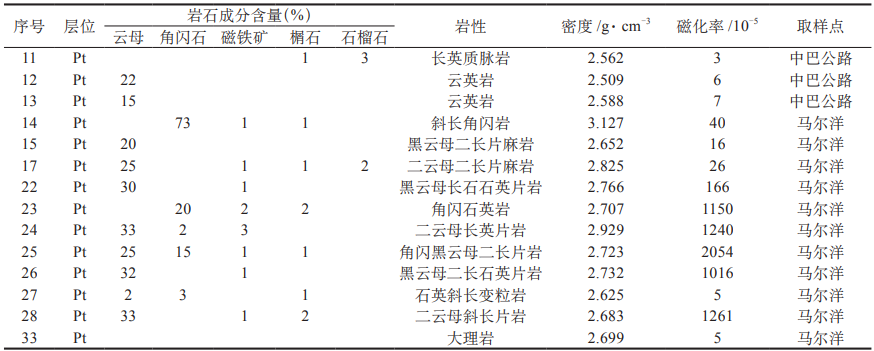 序号 层位 岩石成分含量(%) 岩性 密度 /g· cm⁻³ 磁化率 /10⁻⁵ 取样点
云母 角闪石 磁铁矿 榍石 石榴石
11 Pt 1 3 长英质脉岩 2.562 3 中巴公路
12 Pt 22 云英岩 2.509 6 中巴公路
13 Pt 15 云英岩 2.588 7 中巴公路
14 Pt 73 1 1 斜长角闪岩 3.127 40 马尔洋
15 Pt 20 黑云母二长片麻岩 2.652 16 马尔洋
17 Pt 25 1 1 2 二云母二长片麻岩 2.825 26 马尔洋
22 Pt 30 1 黑云母长石石英片岩 2.766 166 马尔洋
23 Pt 20 2 2 角闪石英岩 2.707 1150 马尔洋
24 Pt 33 2 3 二云母长英片岩 2.929 1240 马尔洋
25 Pt 25 15 1 1 角闪黑云母二长片岩 2.723 2054 马尔洋
26 Pt 32 1 黑云母二长石英片岩 2.732 1016 马尔洋
27 Pt 2 3 1 石英斜长变粒岩 2.625 5 马尔洋
28 Pt 33 1 2 二云母斜长片岩 2.683 1261 马尔洋
33 Pt 大理岩 2.699 5 马尔洋